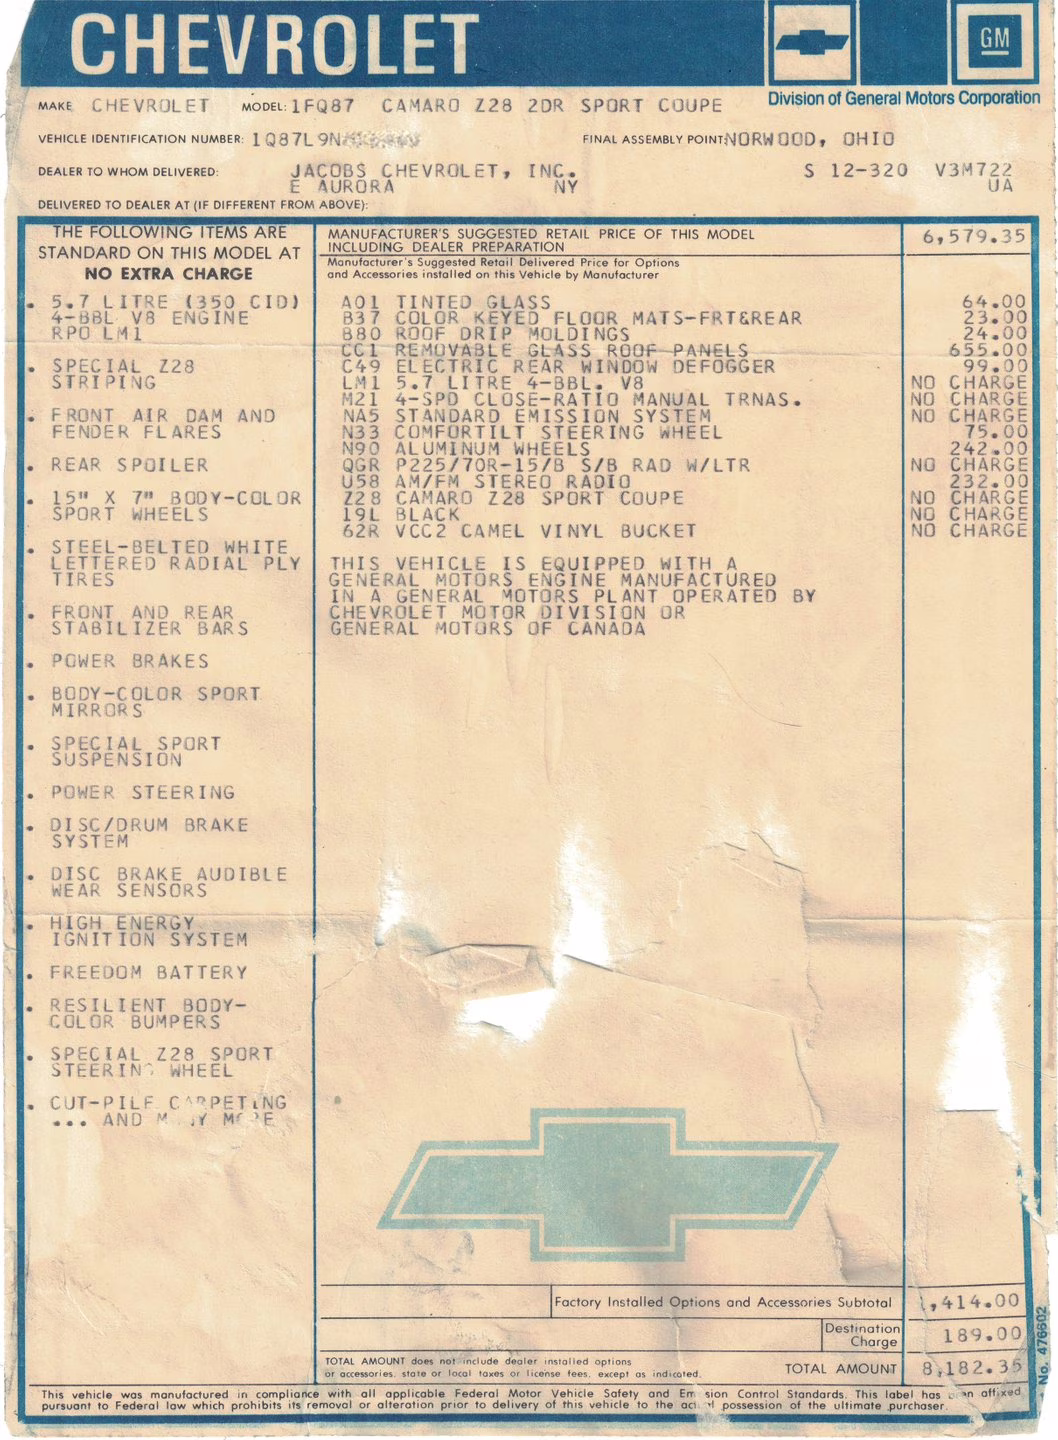 CHEVROLET
GM
Division of General Motors Corporation
MAKE CHEVROLET MODEL: 1FQ87 CAMARO Z28 2DR SPORT COUPE
VEHICLE IDENTIFICATION NUMBER: 1Q87L9N FINAL ASSEMBLY POINT: NORWOOD, OHIO
DEALER TO WHOM DELIVERED: JACOBS CHEVROLET, INC. S 12-320 V3M722
E AURORA NY UA
DELIVERED TO DEALER AT (IF DIFFERENT FROM ABOVE):
THE FOLLOWING ITEMS ARE
STANDARD ON THIS MODEL AT
NO EXTRA CHARGE
• 5.7 LITRE (350 CID)
4-BBL V8 ENGINE
RPO LM1
• SPECIAL Z28
STRIPING
• FRONT AIR DAM AND
FENDER FLARES
• REAR SPOILER
• 15" X 7" BODY-COLOR
SPORT WHEELS
• STEEL-BELTED WHITE
LETTERED RADIAL PLY
TIRES
• FRONT AND REAR
STABILIZER BARS
• POWER BRAKES
• BODY-COLOR SPORT
MIRRORS
• SPECIAL SPORT
SUSPENSION
• POWER STEERING
• DISC/DRUM BRAKE
SYSTEM
• DISC BRAKE AUDIBLE
WEAR SENSORS
• HIGH ENERGY
IGNITION SYSTEM
• FREEDOM BATTERY
• RESILIENT BODY-
COLOR BUMPERS
• SPECIAL Z28 SPORT
STEERING WHEEL
• CUT-PILE CARPETING
... AND MANY MORE
MANUFACTURER'S SUGGESTED RETAIL PRICE OF THIS MODEL
INCLUDING DEALER PREPARATION 6,579.35
Manufacturer's Suggested Retail Delivered Price for Options
and Accessories installed on this Vehicle by Manufacturer
A01 TINTED GLASS 64.00
B37 COLOR KEYED FLOOR MATS-FRT&REAR 23.00
B80 ROOF DRIP MOLDINGS 24.00
CC1 REMOVABLE GLASS ROOF PANELS 655.00
C49 ELECTRIC REAR WINDOW DEFOGGER 99.00
LM1 5.7 LITRE 4-BBL. V8 NO CHARGE
M21 4-SPD CLOSE-RATIO MANUAL TRNAS. NO CHARGE
NA5 STANDARD EMISSION SYSTEM NO CHARGE
N33 COMFORTILT STEERING WHEEL 75.00
N90 ALUMINUM WHEELS 242.00
QGR P225/70R-15/B S/B RAD W/LTR NO CHARGE
U58 AM/FM STEREO RADIO 232.00
Z28 CAMARO Z28 SPORT COUPE NO CHARGE
19L BLACK NO CHARGE
62R VCC2 CAMEL VINYL BUCKET NO CHARGE
THIS VEHICLE IS EQUIPPED WITH A
GENERAL MOTORS ENGINE MANUFACTURED
IN A GENERAL MOTORS PLANT OPERATED BY
CHEVROLET MOTOR DIVISION OR
GENERAL MOTORS OF CANADA
Factory Installed Options and Accessories Subtotal ,414.00
Destination
Charge 189.00
TOTAL AMOUNT does not include dealer installed options
or accessories, state or local taxes or license fees, except as indicated.
TOTAL AMOUNT 8,182.35
No. 476602
This vehicle was manufactured in compliance with all applicable Federal Motor Vehicle Safety and Emission Control Standards. This label has been affixed
pursuant to Federal law which prohibits its removal or alteration prior to delivery of this vehicle to the actual possession of the ultimate purchaser.